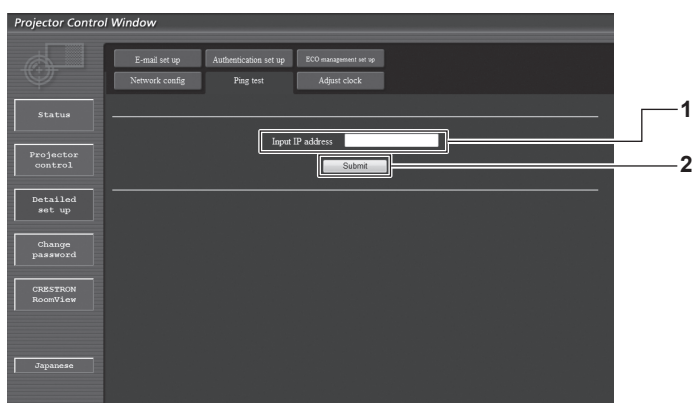 Projector Control Window
E-mail set up
Authentication set up
ECO management set up
Network config
Ping test
Adjust clock
Status
Projector
control
Detailed
set up
Change
password
CRESTRON
RoomView
Japanese
Input IP address
Submit
1
2